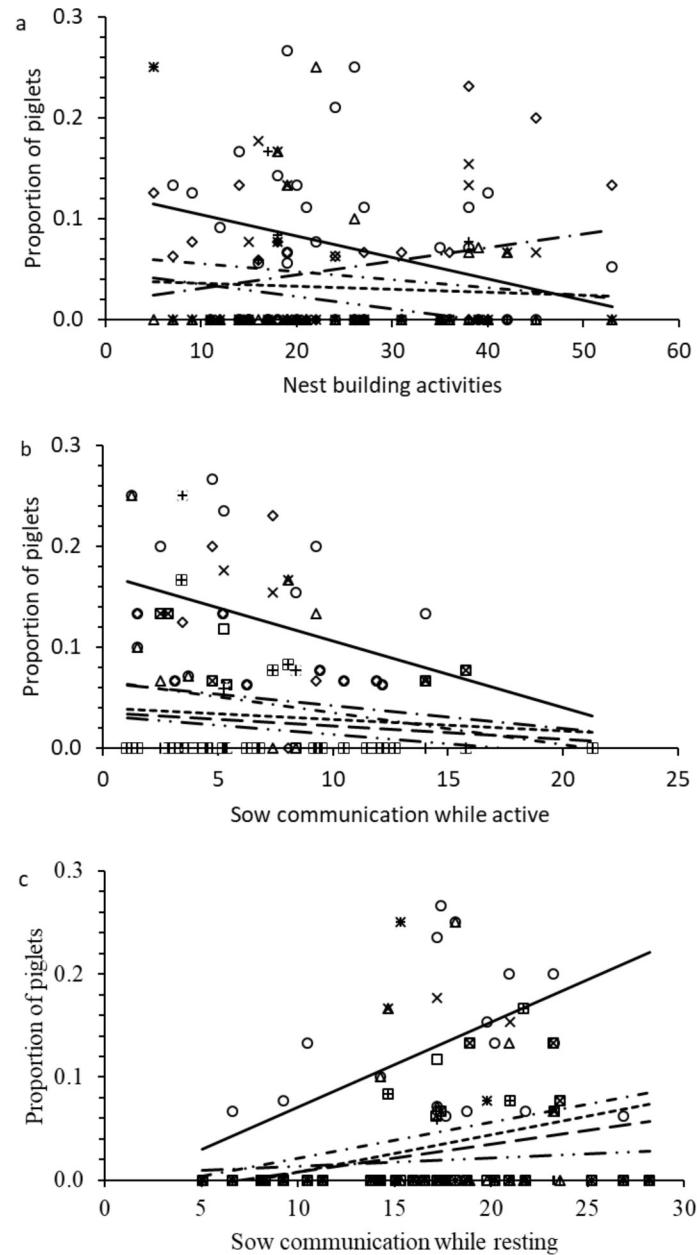 a
0.3
0.2
0.1
0.0
Proportion of piglets
0 10 20 30 40 50 60
Nest building activities
b
0.3
0.2
0.1
0.0
Proportion of piglets
0 5 10 15 20 25
Sow communication while active
c
0.3
0.2
0.1
0.0
Proportion of piglets
0 5 10 15 20 25 30
Sow communication while resting